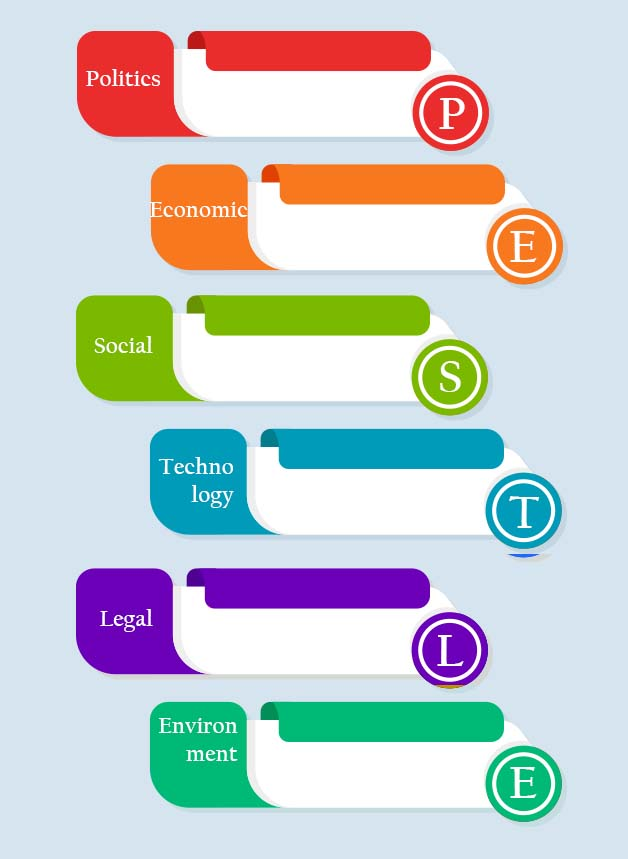 Politics
P
Economic
E
Social
S
Techno
logy
T
Legal
L
Environ
ment
E